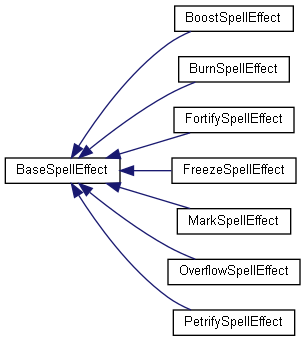 BoostSpellEffect
BurnSpellEffect
FortifySpellEffect
BaseSpellEffect
FreezeSpellEffect
MarkSpellEffect
OverflowSpellEffect
PetrifySpellEffect